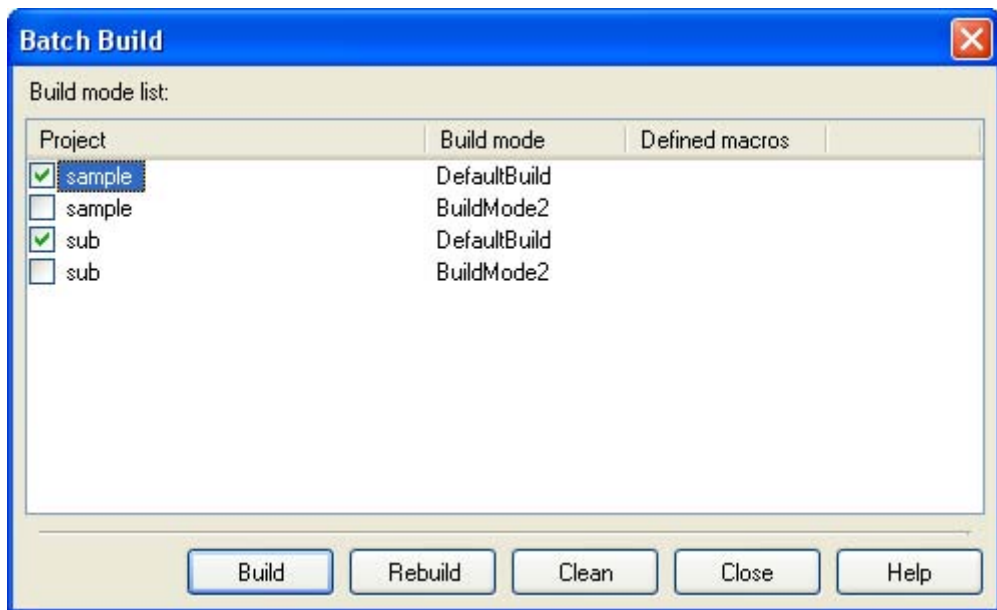 Batch Build
Build mode list:
Project Build mode Defined macros
sample DefaultBuild
sample BuildMode2
sub DefaultBuild
sub BuildMode2
Build Rebuild Clean Close Help